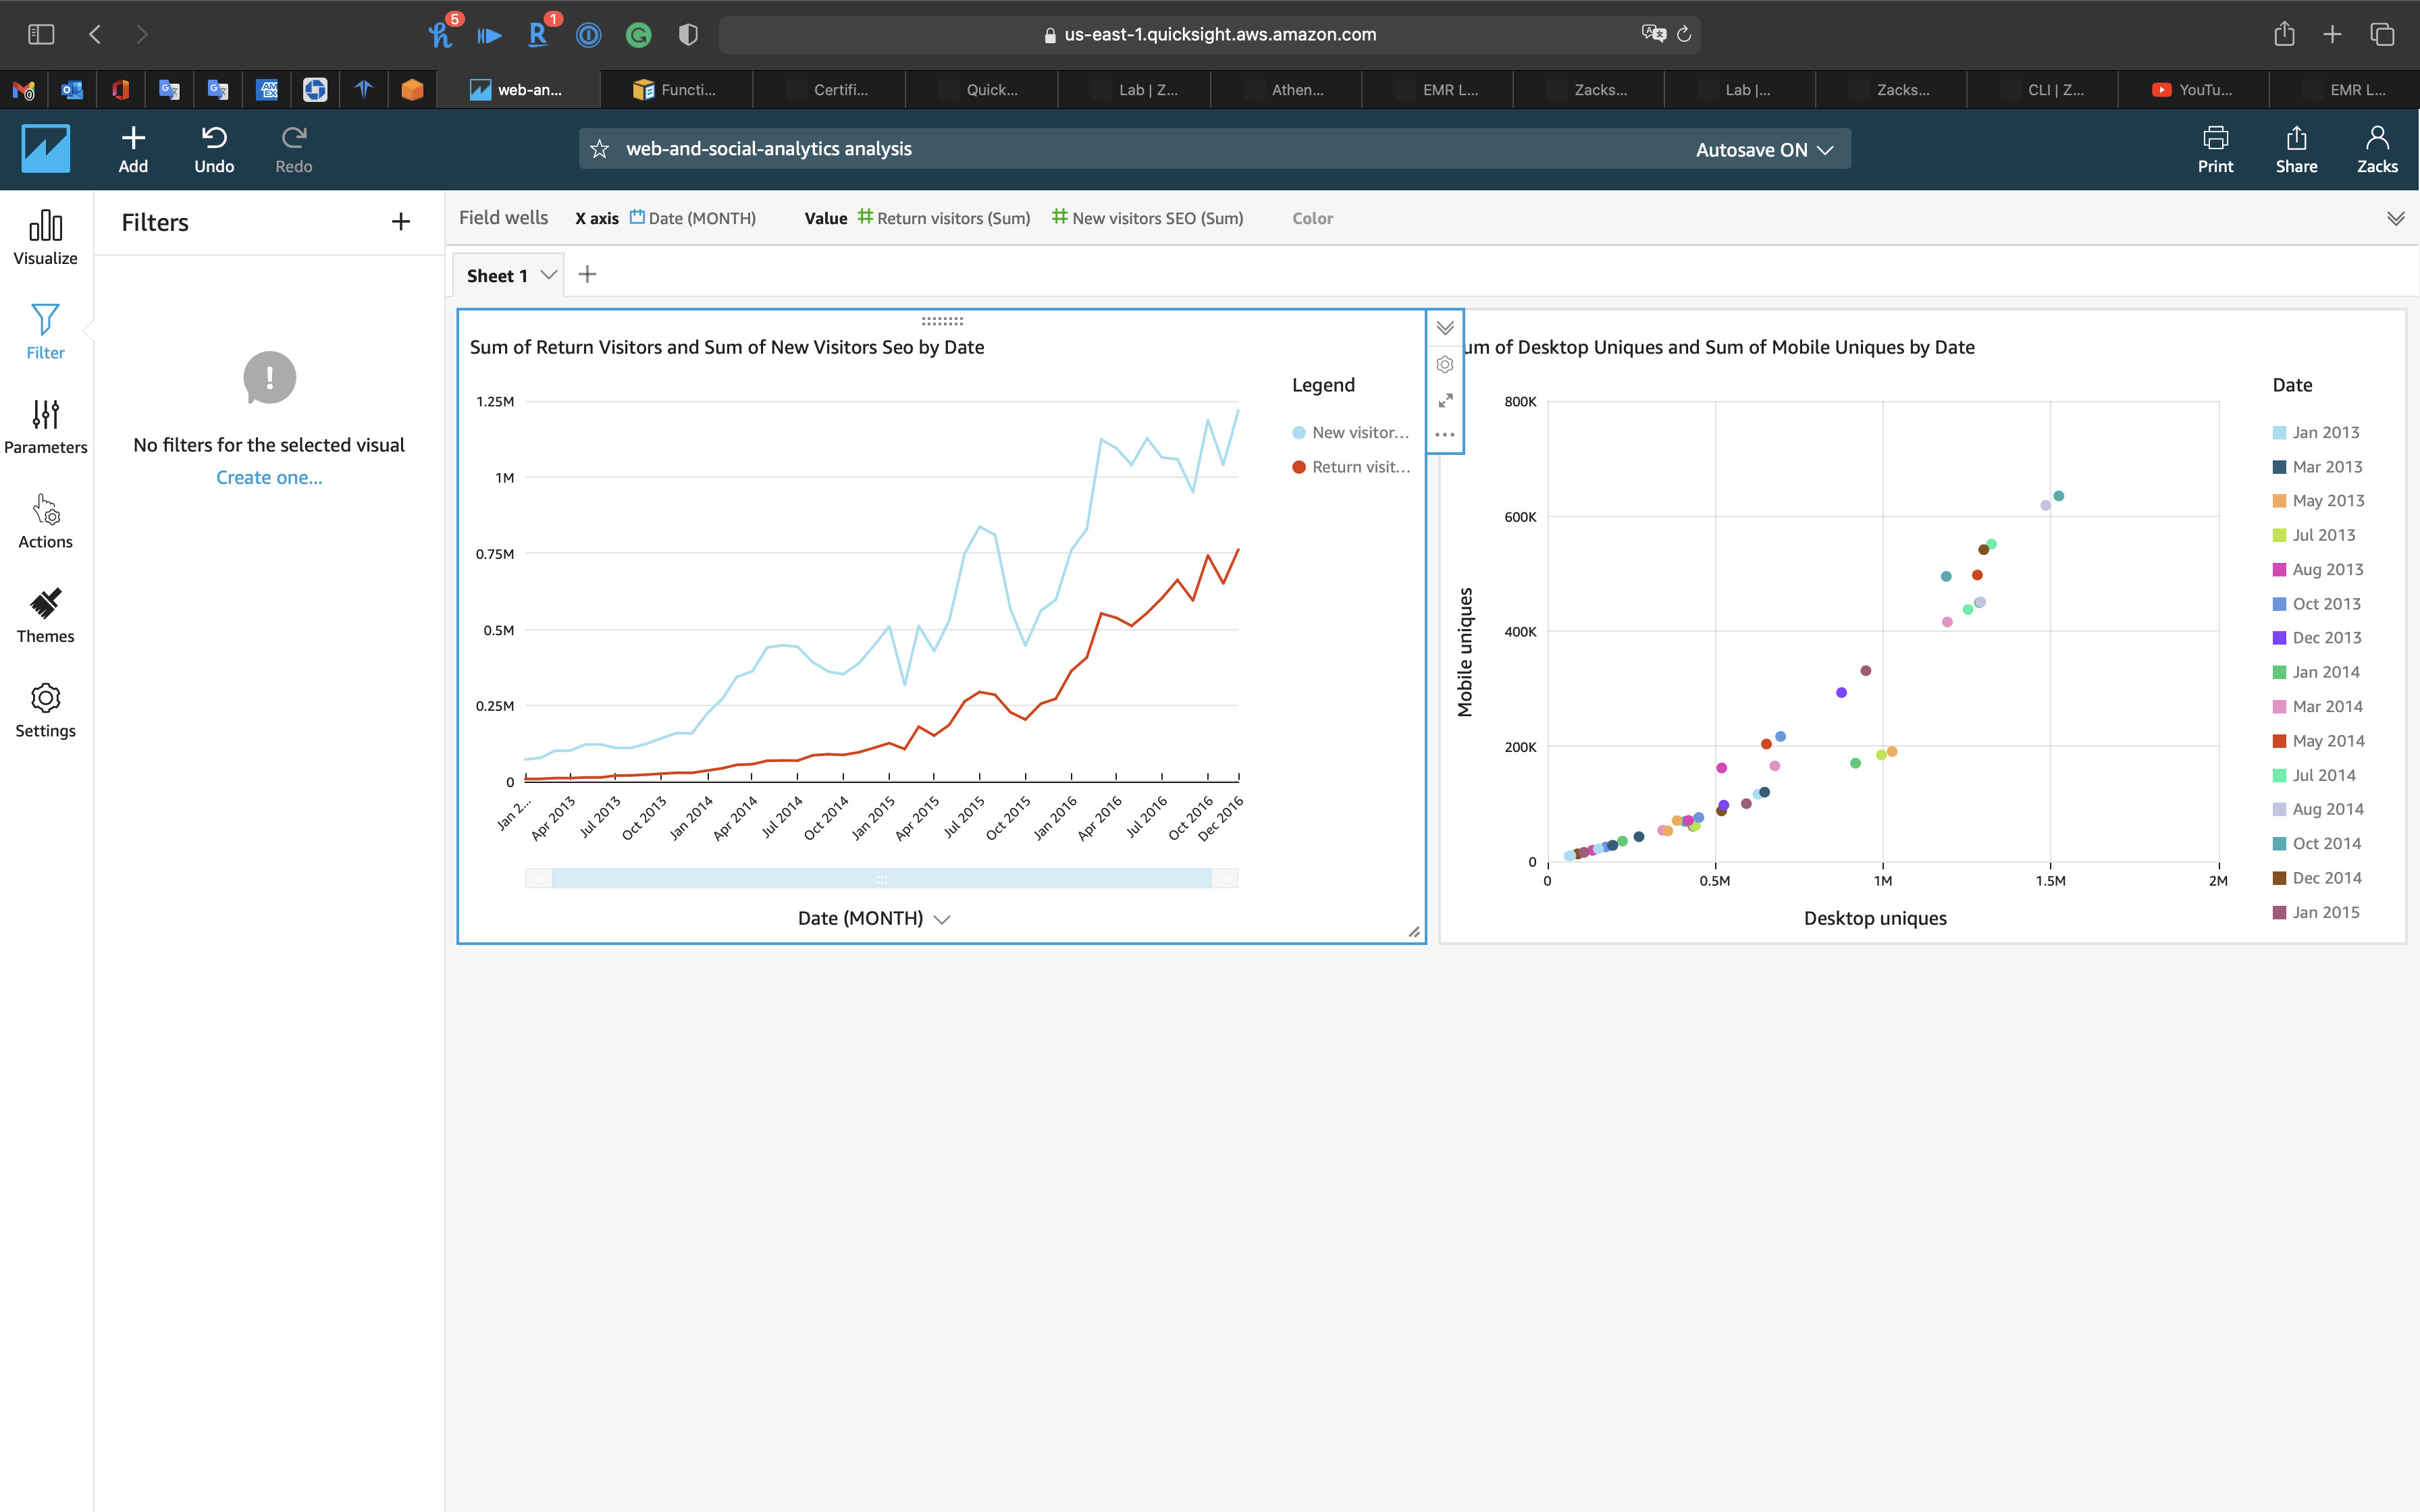 5
1
us-east-1.quicksight.aws.amazon.com
web-an...
Functi...
Certifi...
Quick...
Lab | Z...
Athen...
EMR L...
Zacks...
Lab |...
Zacks...
CLI | Z...
YouTu...
EMR L...
Add
Undo
Redo
web-and-social-analytics analysis
Autosave ON
Print
Share
Zacks
Visualize
Filter
Parameters
Actions
Themes
Settings
Filters
No filters for the selected visual
Create one...
Field wells
X axis Date (MONTH)
Value Return visitors (Sum) New visitors SEO (Sum)
Color
Sheet 1
Sum of Return Visitors and Sum of New Visitors Seo by Date
1.25M
1M
0.75M
0.5M
0.25M
0
Jan 2...
Apr 2013
Jul 2013
Oct 2013
Jan 2014
Apr 2014
Jul 2014
Oct 2014
Jan 2015
Apr 2015
Jul 2015
Oct 2015
Jan 2016
Apr 2016
Jul 2016
Oct 2016
Dec 2016
Date (MONTH)
Legend
New visitor...
Return visit...
um of Desktop Uniques and Sum of Mobile Uniques by Date
Mobile uniques
800K
600K
400K
200K
0
0
0.5M
1M
1.5M
2M
Desktop uniques
Date
Jan 2013
Mar 2013
May 2013
Jul 2013
Aug 2013
Oct 2013
Dec 2013
Jan 2014
Mar 2014
May 2014
Jul 2014
Aug 2014
Oct 2014
Dec 2014
Jan 2015